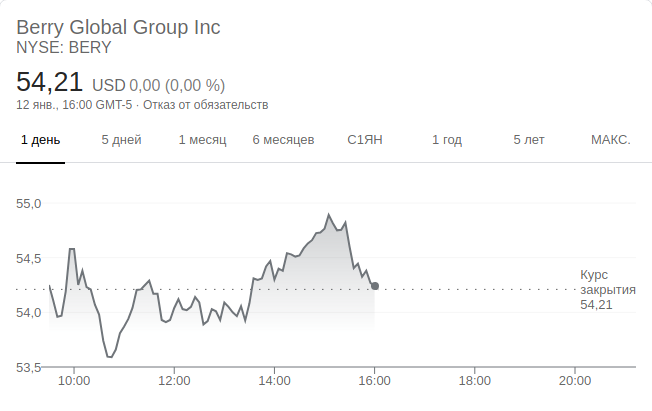 Berry Global Group Inc
NYSE: BERY
54,21 USD 0,00 (0,00 %)
12 янв., 16:00 GMT-5 · Отказ от обязательств
1 день 5 дней 1 месяц 6 месяцев С1ЯН 1 год 5 лет МАКС.
55,0
54,5
Курс
закрытия
54,21
54,0
53,5
10:00 12:00 14:00 16:00 18:00 20:00